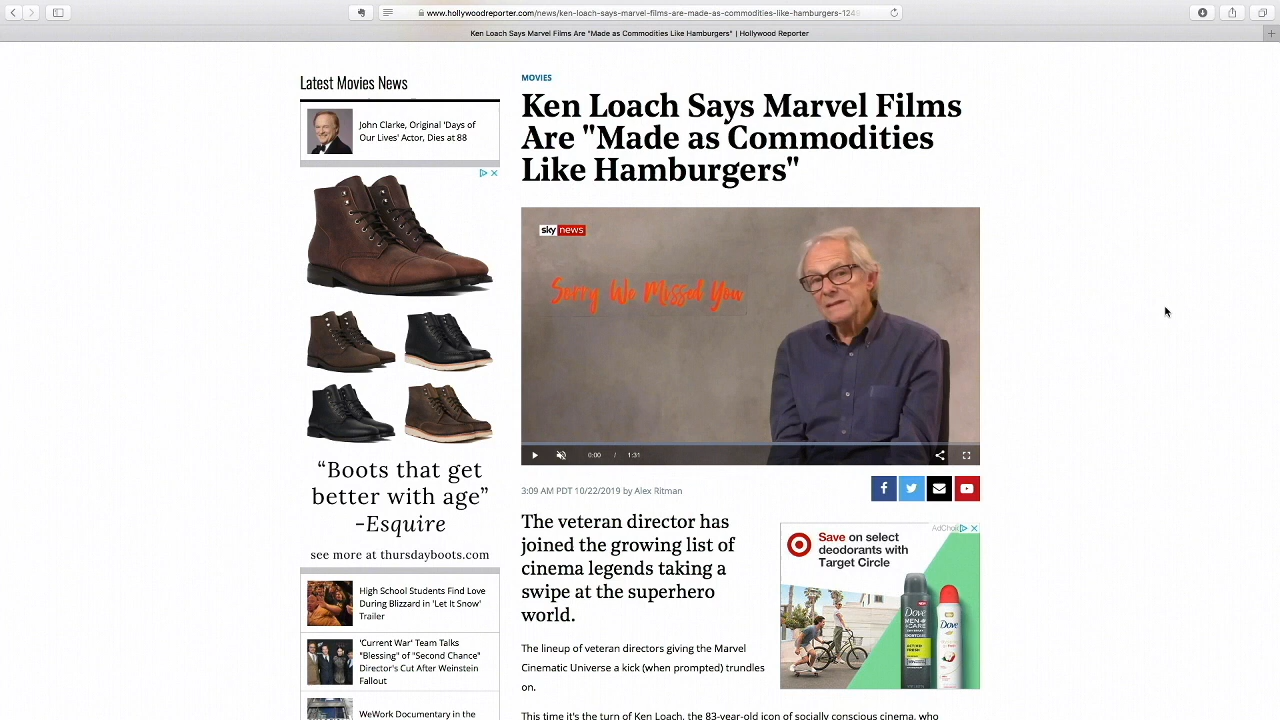 www.hollywoodreporter.com/news/ken-loach-says-marvel-films-are-made-as-commodities-like-hamburgers-1248
Ken Loach Says Marvel Films Are "Made as Commodities Like Hamburgers" | Hollywood Reporter
Latest Movies News
John Clarke, Original 'Days of
Our Lives' Actor, Dies at 88
"Boots that get
better with age"
-Esquire
see more at thursdayboots.com
High School Students Find Love
During Blizzard in 'Let It Snow'
Trailer
'Current War' Team Talks
"Blessing" of "Second Chance"
Director's Cut After Weinstein
Fallout
WeWork Documentary in the
MOVIES
Ken Loach Says Marvel Films
Are "Made as Commodities
Like Hamburgers"
sky news
Sorry We Missed You
0:00 / 1:31
3:09 AM PDT 10/22/2019 by Alex Ritman
The veteran director has
joined the growing list of
cinema legends taking a
swipe at the superhero
world.
The lineup of veteran directors giving the Marvel
Cinematic Universe a kick (when prompted) trundles
on.
This time it's the turn of Ken Loach, the 83-year-old icon of socially conscious cinema, who
Save on select
deodorants with
Target Circle
Dove
MEN+CARE
Dove